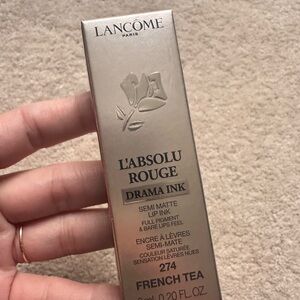 LANCÔME
PARIS
L'ABSOLU
ROUGE
DRAMA INK
SEMI MATTE
LIP INK
FULL PIGMENT
& BARE LIPS FEEL
ENCRE À LÈVRES
SEMI-MATE
COULEUR SATURÉE
SENSATION LÈVRES NUES
274
FRENCH TEA
0.20 FL.OZ.